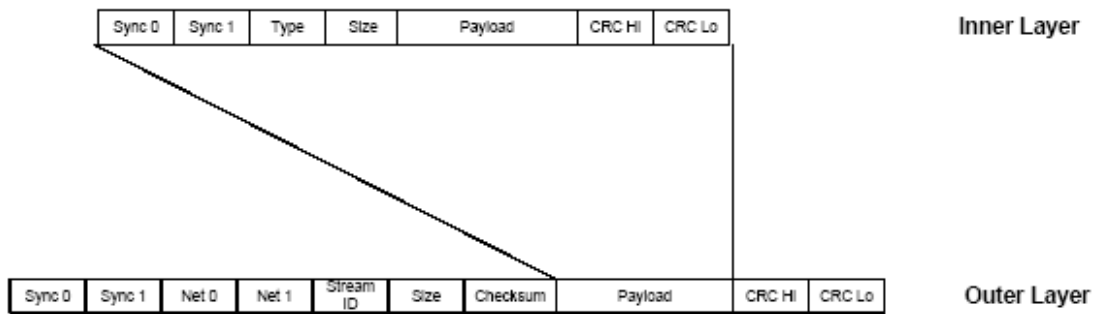 Sync 0 Sync 1 Type Size Payload CRC Hi CRC Lo Inner Layer
Sync 0 Sync 1 Net 0 Net 1 Stream ID Size Checksum Payload CRC Hi CRC Lo Outer Layer